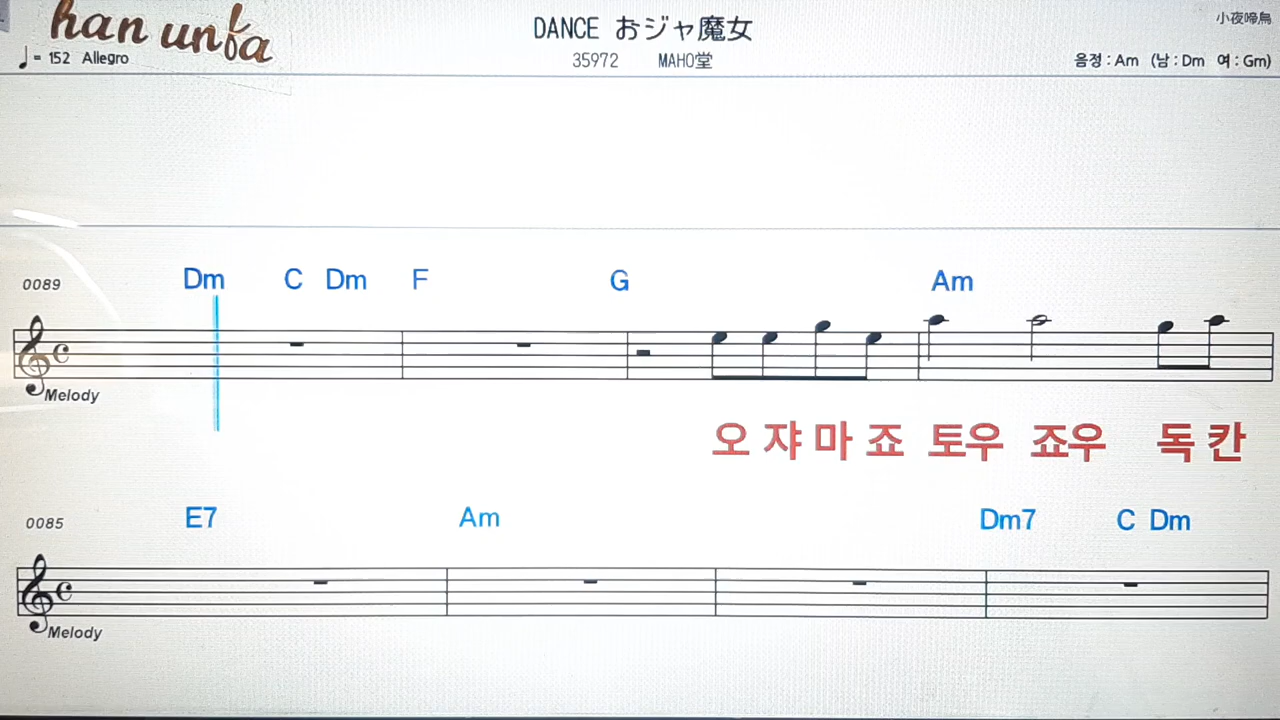 han unfa
DANCE おジャ魔女
小夜啼鳥
♩= 152 Allegro
35972 MAHO堂
음정 : Am (남 : Dm 여 : Gm)
0089
Dm C Dm F G Am
Melody
오 쟈 마 죠 토우 죠우 독 칸
0085
E7 Am Dm7 C Dm
Melody